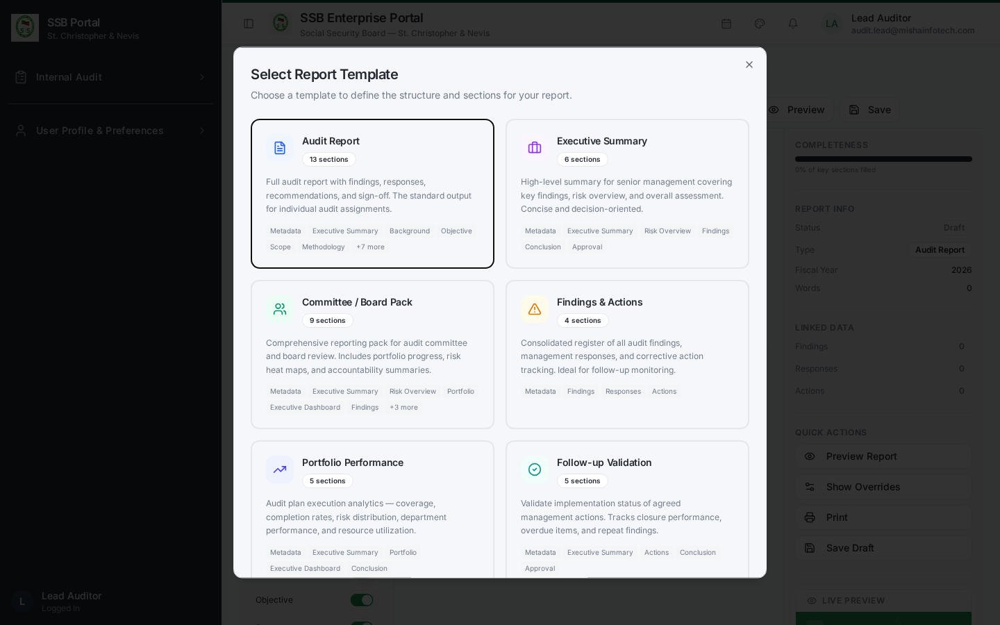 SSB Portal
St. Christopher & Nevis
Internal Audit
User Profile & Preferences
L
Lead Auditor
Logged In
SSB Enterprise Portal
Social Security Board — St. Christopher & Nevis
LA
Lead Auditor
audit.lead@mishainfotech.com
Preview
Save
Select Report Template
Choose a template to define the structure and sections for your report.
Audit Report
13 sections
Full audit report with findings, responses,
recommendations, and sign-off. The standard output
for individual audit assignments.
Metadata Executive Summary Background Objective
Scope Methodology +7 more
Executive Summary
6 sections
High-level summary for senior management covering
key findings, risk overview, and overall assessment.
Concise and decision-oriented.
Metadata Executive Summary Risk Overview Findings
Conclusion Approval
Committee / Board Pack
9 sections
Comprehensive reporting pack for audit committee
and board review. Includes portfolio progress, risk
heat maps, and accountability summaries.
Metadata Executive Summary Risk Overview Portfolio
Executive Dashboard Findings +3 more
Findings & Actions
4 sections
Consolidated register of all audit findings,
management responses, and corrective action
tracking. Ideal for follow-up monitoring.
Metadata Findings Responses Actions
Portfolio Performance
5 sections
Audit plan execution analytics — coverage,
completion rates, risk distribution, department
performance, and resource utilization.
Metadata Executive Summary Portfolio
Executive Dashboard Conclusion
Follow-up Validation
5 sections
Validate implementation status of agreed
management actions. Tracks closure performance,
overdue items, and repeat findings.
Metadata Executive Summary Actions Conclusion
Approval
Objective
COMPLETENESS
0% of key sections filled
REPORT INFO
Status Draft
Type Audit Report
Fiscal Year 2026
Words 0
LINKED DATA
Findings 0
Responses 0
Actions 0
QUICK ACTIONS
Preview Report
Show Overrides
Print
Save Draft
LIVE PREVIEW